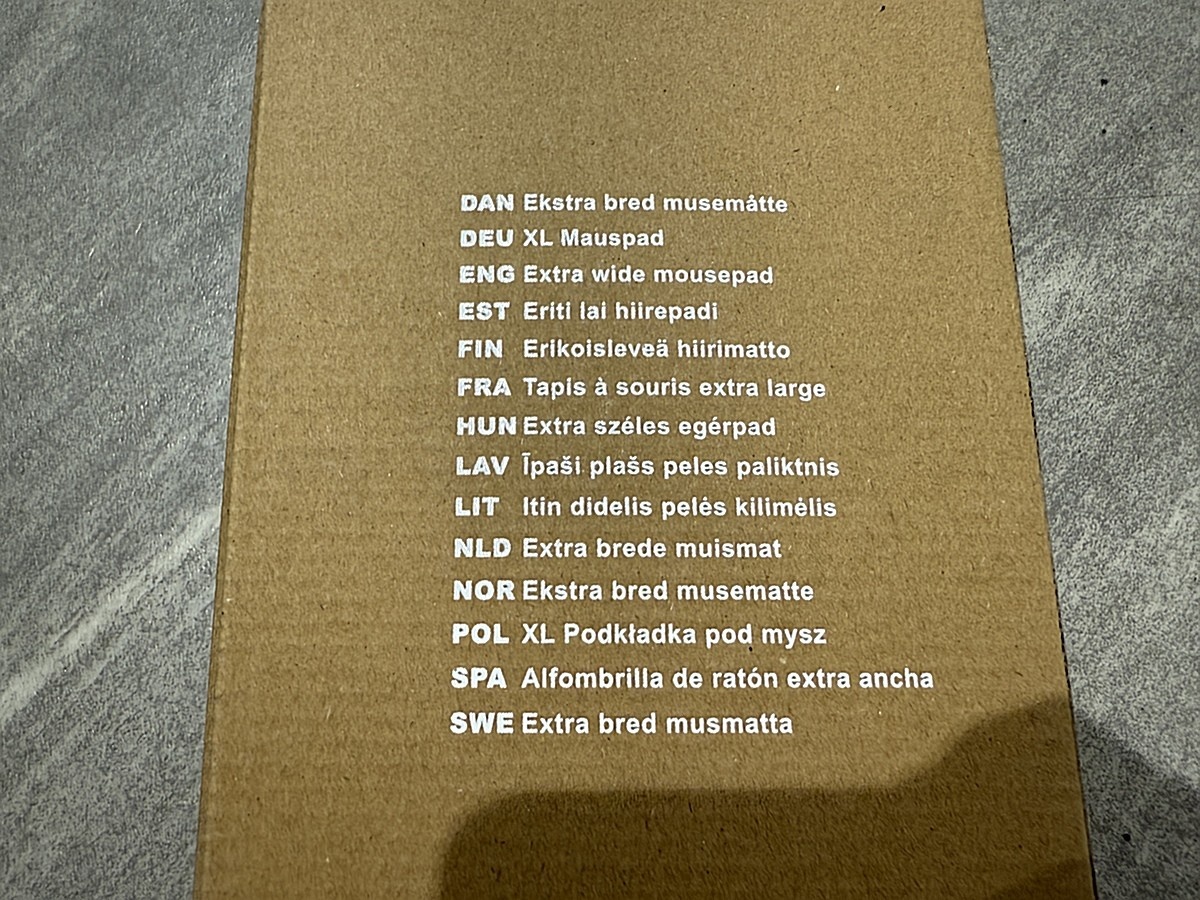 DAN Ekstra bred musemåtte
DEU XL Mauspad
ENG Extra wide mousepad
EST Eriti lai hiirepadi
FIN Erikoisleveä hiirimatto
FRA Tapis à souris extra large
HUN Extra széles egérpad
LAV Īpaši plašs peles paliktnis
LIT Itin didelis pelės kilimėlis
NLD Extra brede muismat
NOR Ekstra bred musematte
POL XL Podkładka pod mysz
SPA Alfombrilla de ratón extra ancha
SWE Extra bred musmatta